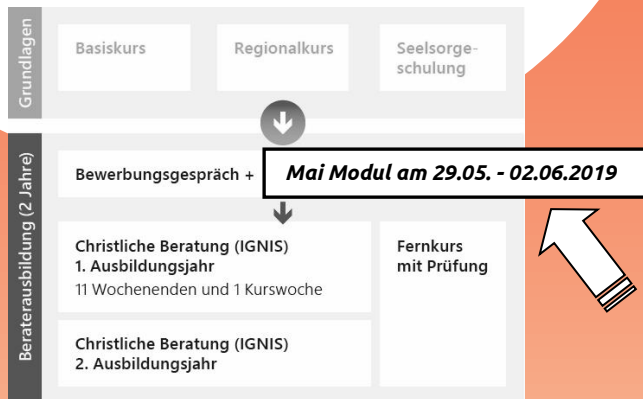 Grundlagen
Basiskurs
Regionalkurs
Seelsorge-
schulung
Beraterausbildung (2 Jahre)
Bewerbungsgespräch +
Mai Modul am 29.05. - 02.06.2019
Christliche Beratung (IGNIS)
1. Ausbildungsjahr
11 Wochenenden und 1 Kurswoche
Fernkurs
mit Prüfung
Christliche Beratung (IGNIS)
2. Ausbildungsjahr